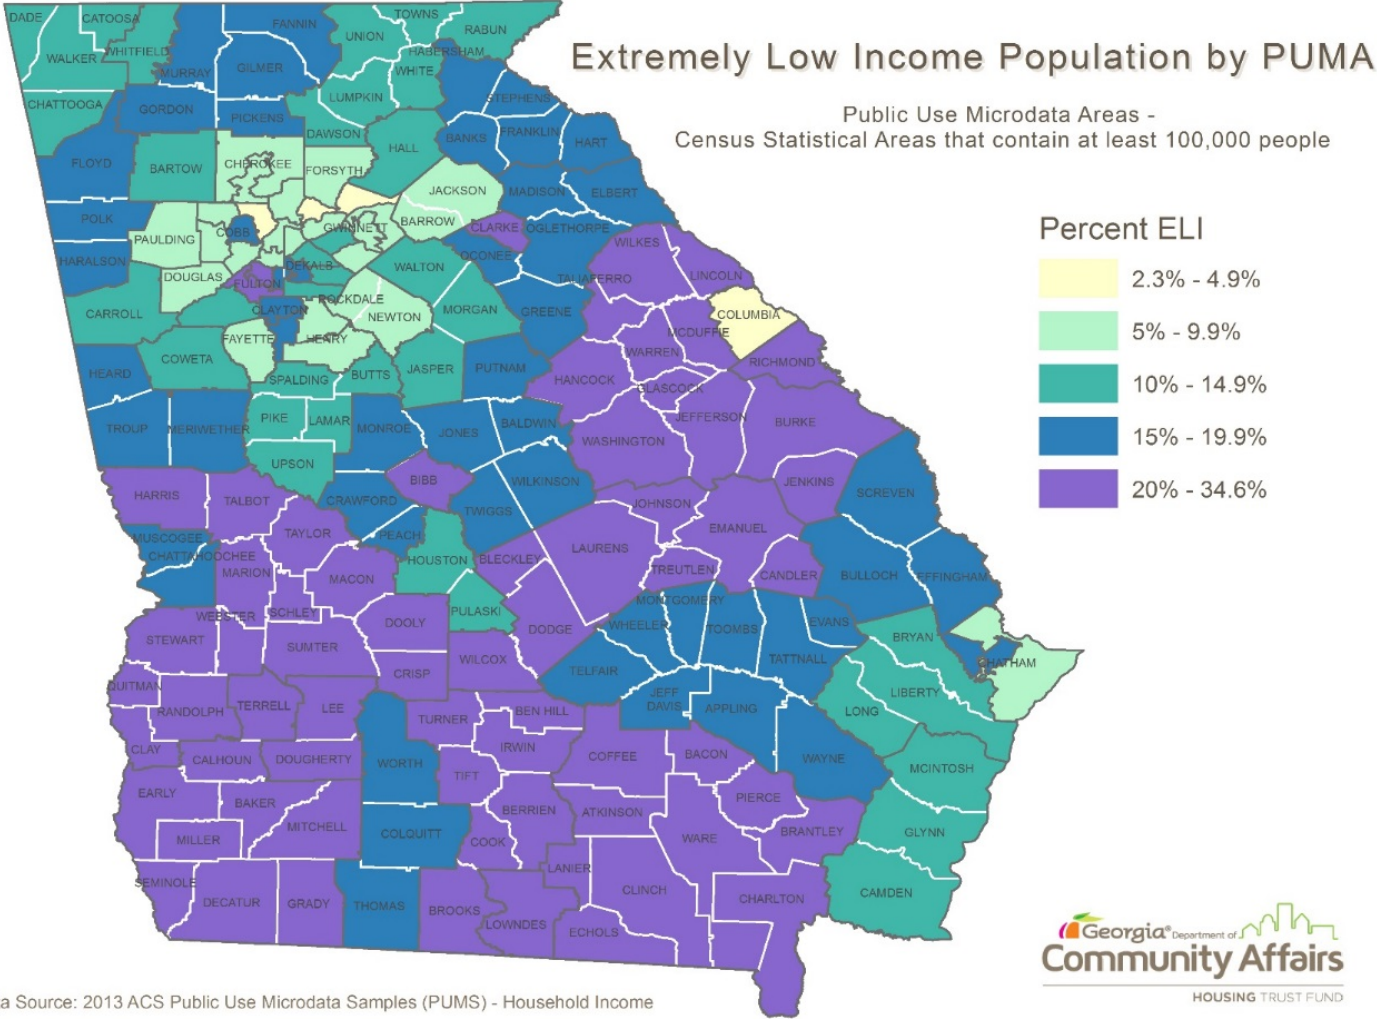 Extremely Low Income Population by PUMA
Public Use Microdata Areas -
Census Statistical Areas that contain at least 100,000 people
Percent ELI
2.3% - 4.9%
5% - 9.9%
10% - 14.9%
15% - 19.9%
20% - 34.6%
DADE
CATOOSA
WALKER
WHITFIELD
MURRAY
FANNIN
GILMER
UNION
TOWNS
RABUN
HABERSHAM
WHITE
LUMPKIN
CHATTOOGA
GORDON
PICKENS
DAWSON
STEPHENS
BANKS
FRANKLIN
HART
HALL
FLOYD
BARTOW
CHEROKEE
FORSYTH
JACKSON
MADISON
ELBERT
POLK
PAULDING
COBB
GWINNETT
BARROW
CLARKE
OGLETHORPE
HARALSON
DOUGLAS
FULTON
DEKALB
WALTON
OCONEE
WILKES
LINCOLN
TALIAFERRO
CARROLL
CLAYTON
ROCKDALE
NEWTON
MORGAN
GREENE
COLUMBIA
MCDUFFIE
FAYETTE
HENRY
WARREN
RICHMOND
HEARD
COWETA
SPALDING
BUTTS
JASPER
PUTNAM
HANCOCK
GLASCOCK
TROUP
MERIWETHER
PIKE
LAMAR
MONROE
JONES
BALDWIN
WASHINGTON
JEFFERSON
BURKE
UPSON
BIBB
WILKINSON
JENKINS
SCREVEN
HARRIS
TALBOT
CRAWFORD
TWIGGS
JOHNSON
EMANUEL
MUSCOGEE
CHATTAHOOCHEE
TAYLOR
PEACH
HOUSTON
BLECKLEY
LAURENS
TREUTLEN
CANDLER
BULLOCH
EFFINGHAM
MARION
MACON
WEBSTER
SCHLEY
PULASKI
DOOLY
DODGE
WHEELER
MONTGOMERY
TOOMBS
EVANS
BRYAN
CHATHAM
STEWART
SUMTER
CRISP
WILCOX
TELFAIR
TATTNALL
QUITMAN
RANDOLPH
TERRELL
LEE
TURNER
BEN HILL
JEFF
DAVIS
APPLING
LONG
LIBERTY
CLAY
CALHOUN
DOUGHERTY
WORTH
TIFT
IRWIN
COFFEE
BACON
WAYNE
MCINTOSH
EARLY
BAKER
MITCHELL
MILLER
COLQUITT
COOK
BERRIEN
ATKINSON
WARE
PIERCE
BRANTLEY
GLYNN
SEMINOLE
DECATUR
GRADY
THOMAS
BROOKS
LOWNDES
LANIER
ECHOLS
CLINCH
CHARLTON
CAMDEN
Georgia® Department of
Community Affairs
HOUSING TRUST FUND
a Source: 2013 ACS Public Use Microdata Samples (PUMS) - Household Income